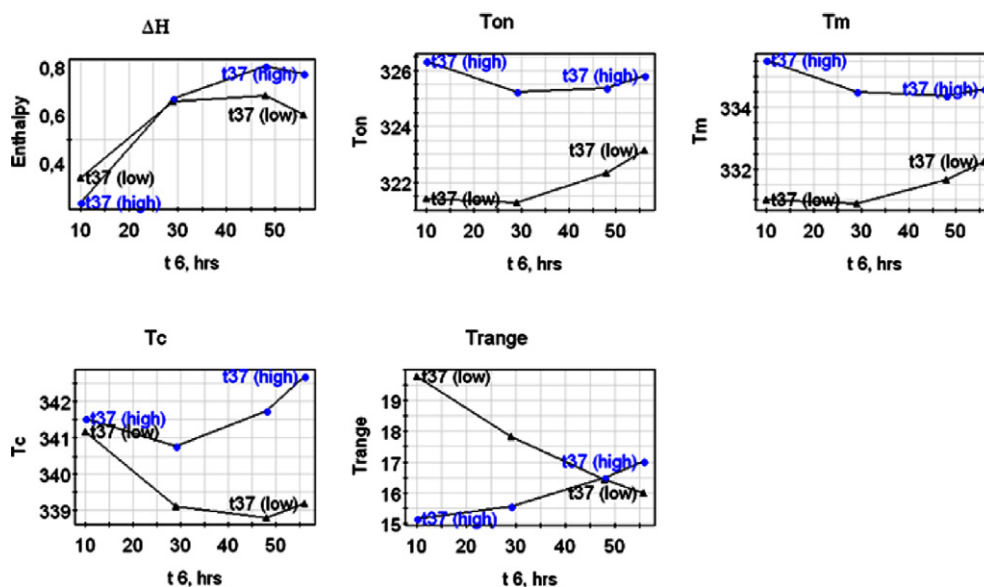 ΔH
Enthalpy
0,8
0,6
0,4
t37 (high)
t37 (low)
t37 (low)
t37 (high)
10 20 30 40 50
t 6, hrs
Ton
Ton
326
324
322
t37 (high)
t37 (high)
t37 (low)
t37 (low)
10 20 30 40 50
t 6, hrs
Tm
Tm
334
332
t37 (high)
t37 (high)
t37 (low)
t37 (low)
10 20 30 40 50
t 6, hrs
Tc
Tc
342
341
340
339
t37 (high)
t37 (high)
t37 (low)
t37 (low)
10 20 30 40 50
t 6, hrs
Trange
Trange
19
18
17
16
15
t37 (low)
t37 (high)
t37 (low)
t37 (high)
10 20 30 40 50
t 6, hrs